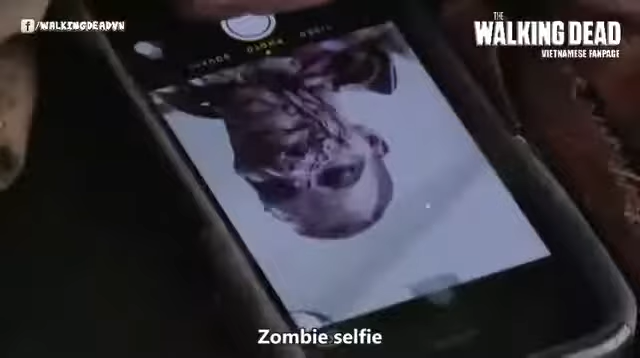 f /WALKINGDEADVN
THE
WALKING DEAD
VIETNAMESE FANPAGE
Zombie selfie